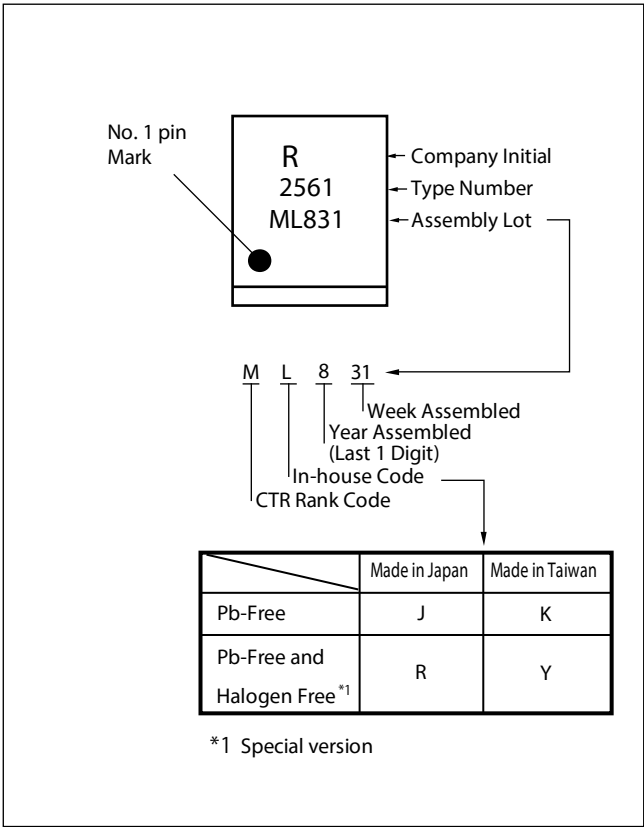 No. 1 pin
Mark
R
2561
ML831
Company Initial
Type Number
Assembly Lot
M L 8 31
Week Assembled
Year Assembled
(Last 1 Digit)
In-house Code
CTR Rank Code
Made in Japan Made in Taiwan
Pb-Free J K
Pb-Free and
Halogen Free*1 R Y
*1 Special version